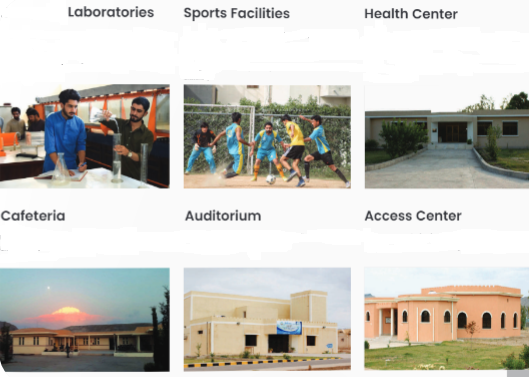 Laboratories
Sports Facilities
Health Center
Cafeteria
Auditorium
Access Center